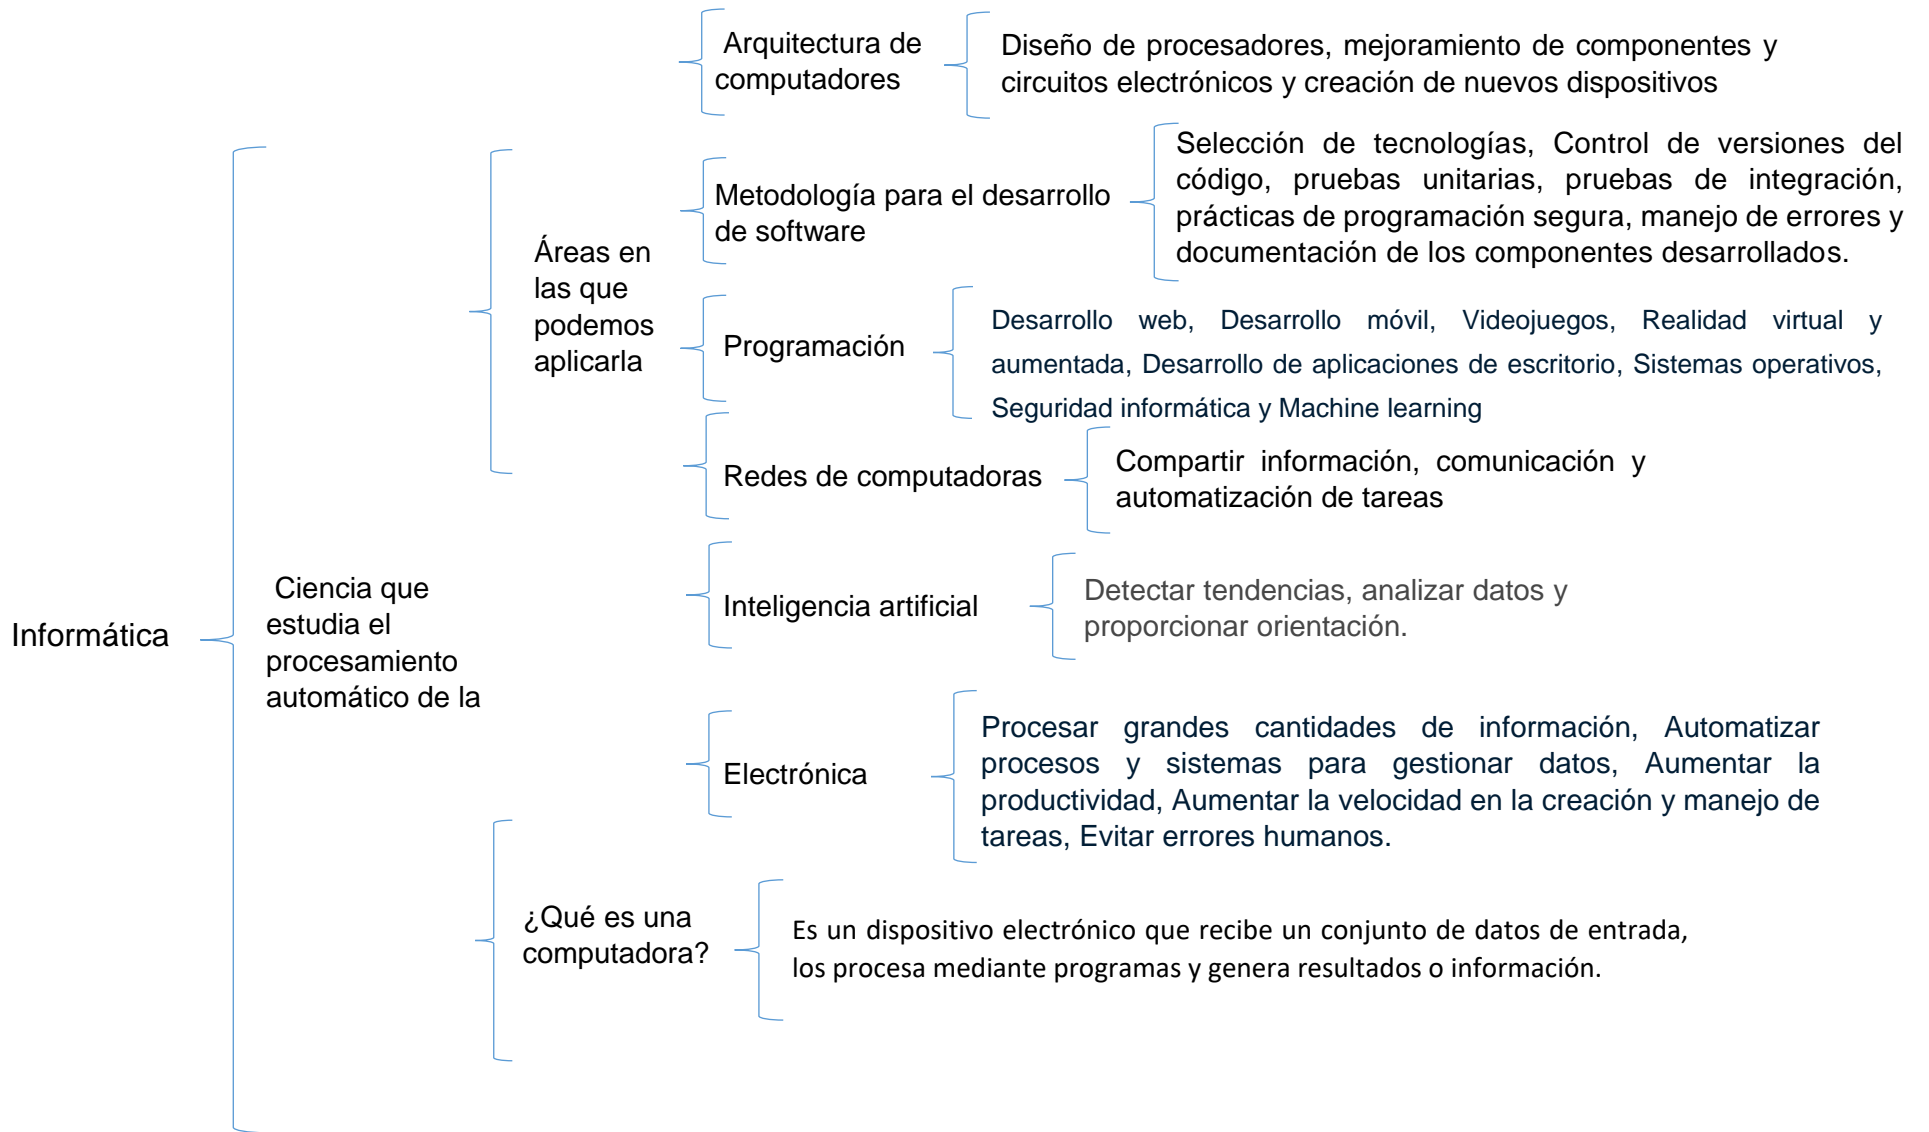 Informática
Ciencia que
estudia el
procesamiento
automático de la
Áreas en
las que
podemos
aplicarla
Arquitectura de
computadores
Diseño de procesadores, mejoramiento de componentes y
circuitos electrónicos y creación de nuevos dispositivos
Metodología para el desarrollo
de software
Selección de tecnologías, Control de versiones del
código, pruebas unitarias, pruebas de integración,
prácticas de programación segura, manejo de errores y
documentación de los componentes desarrollados.
Programación
Desarrollo web, Desarrollo móvil, Videojuegos, Realidad virtual y
aumentada, Desarrollo de aplicaciones de escritorio, Sistemas operativos,
Seguridad informática y Machine learning
Redes de computadoras
Compartir información, comunicación y
automatización de tareas
Inteligencia artificial
Detectar tendencias, analizar datos y
proporcionar orientación.
Electrónica
Procesar grandes cantidades de información, Automatizar
procesos y sistemas para gestionar datos, Aumentar la
productividad, Aumentar la velocidad en la creación y manejo de
tareas, Evitar errores humanos.
¿Qué es una
computadora?
Es un dispositivo electrónico que recibe un conjunto de datos de entrada,
los procesa mediante programas y genera resultados o información.